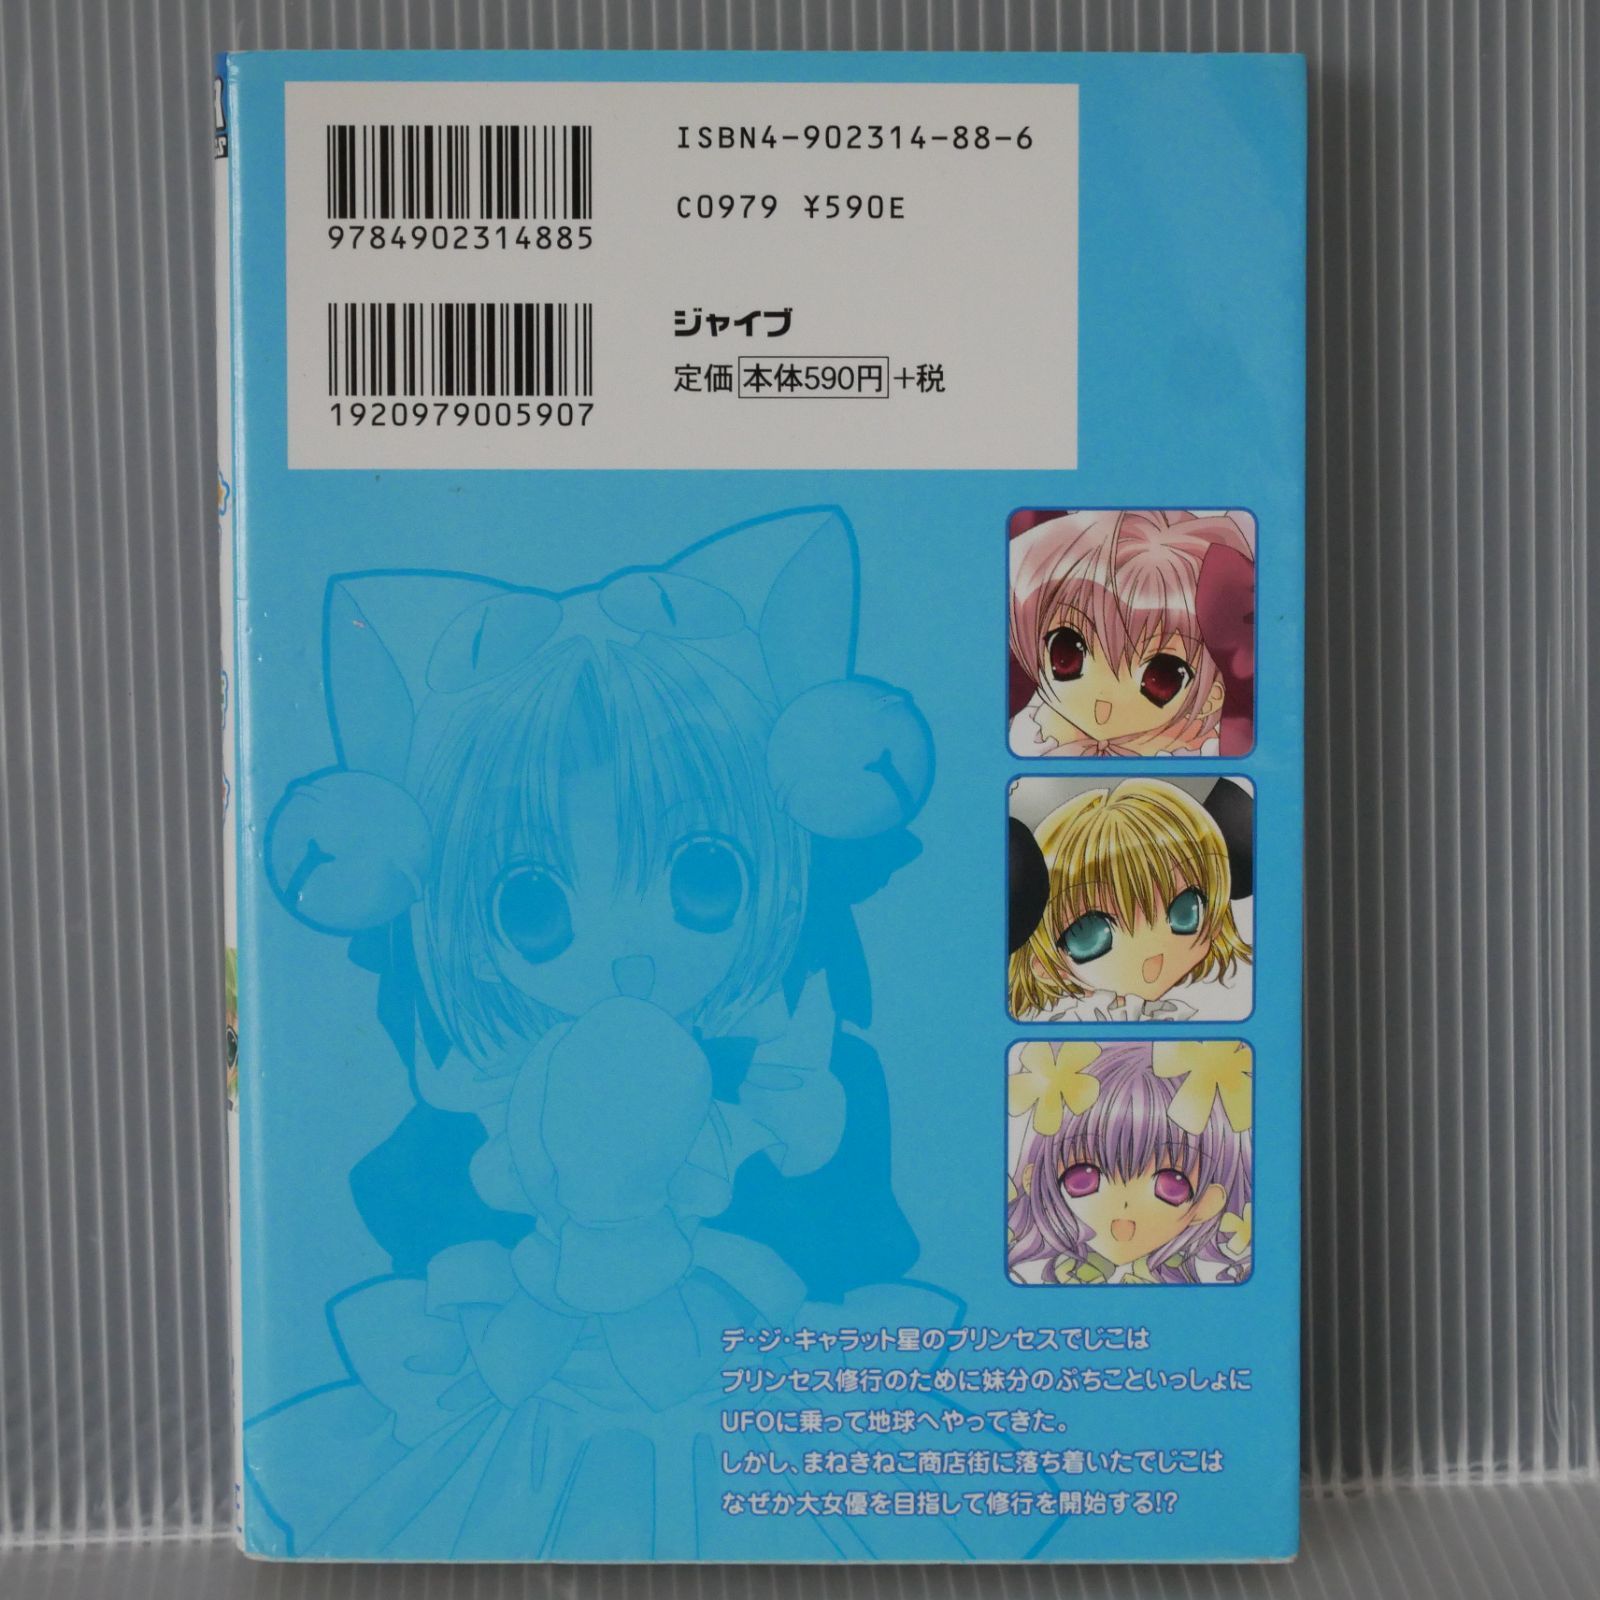 ISBN4-902314-88-6
C0979 ¥590E
9784902314885
1920979005907
ジャイブ
定価 本体590円 +税
デ・ジ・キャラット星のプリンセスでじこは
プリンセス修行のために妹分のぷちこといっしょに
UFOに乗って地球へやってきた。
しかし、まねきねこ商店街に落ち着いたでじこは
なぜか大女優を目指して修行を開始する!?